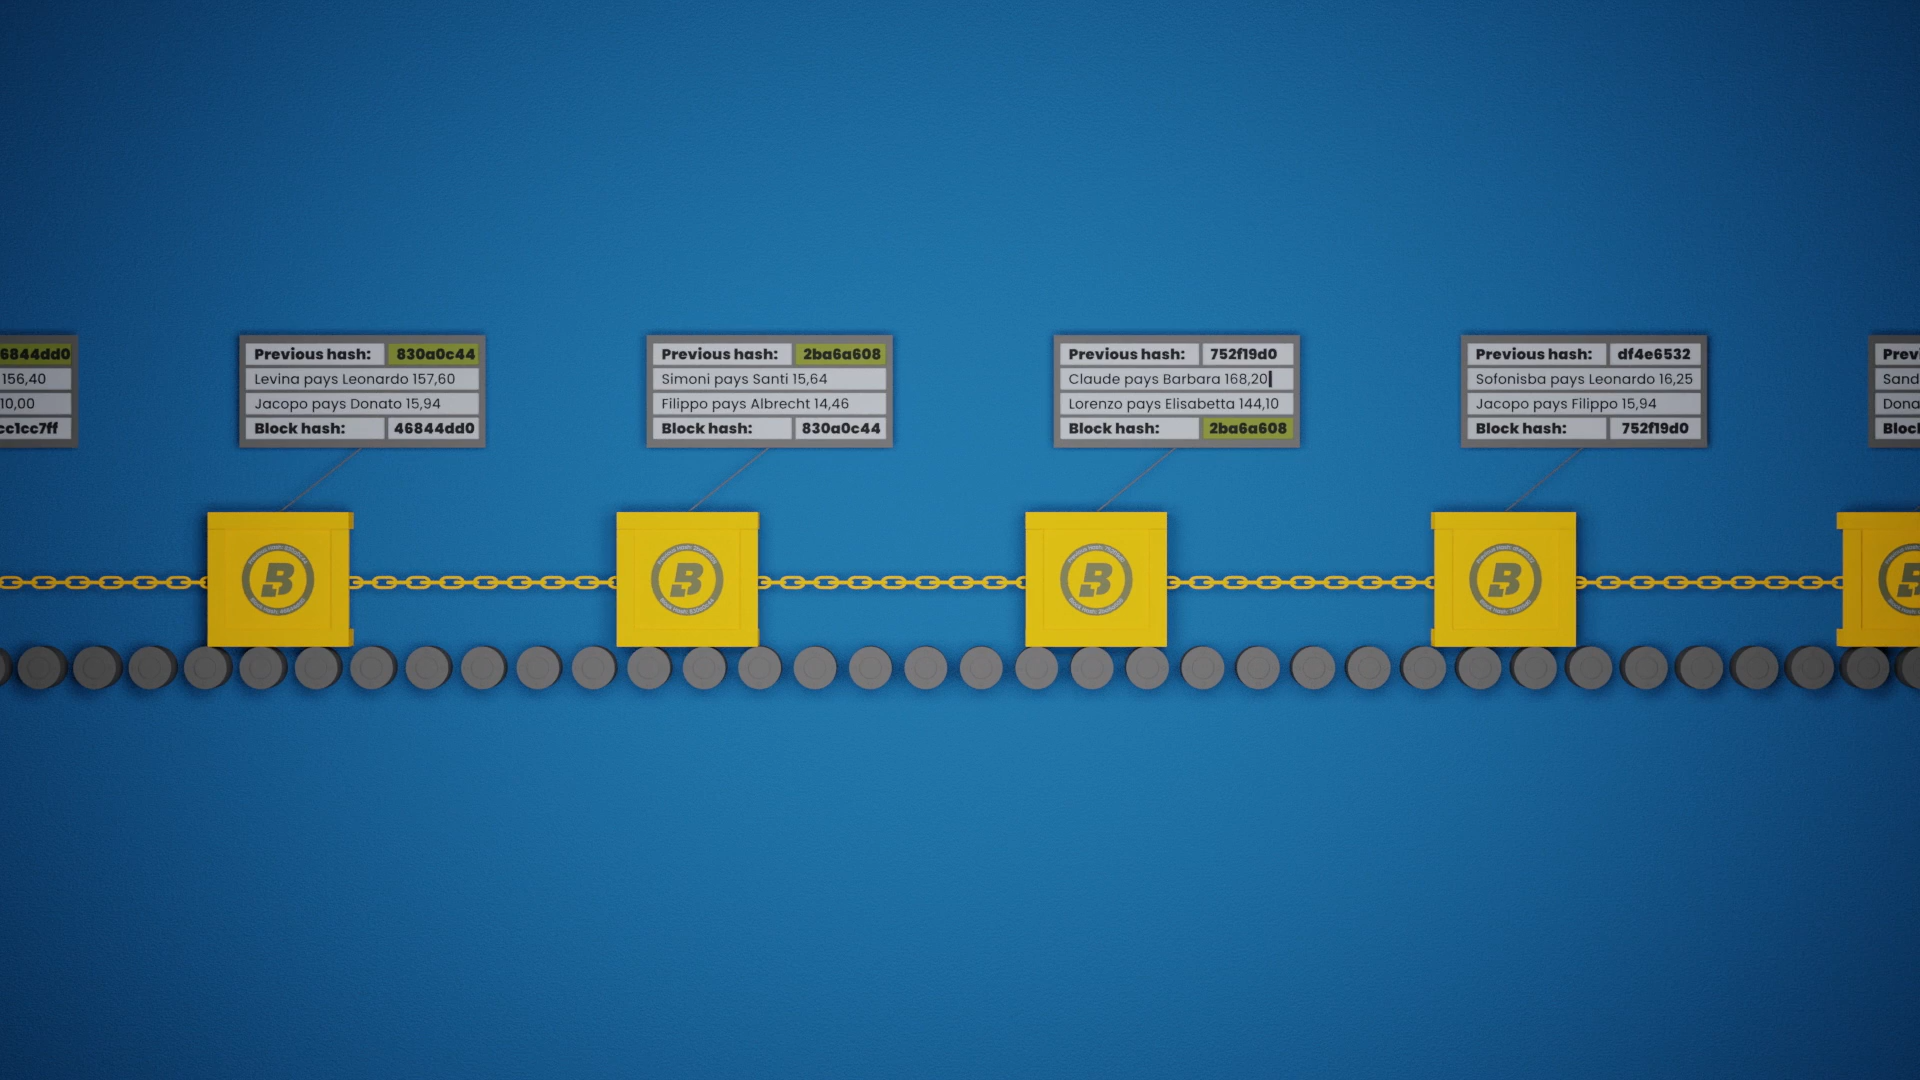 6844dd0
156,40
10,00
cc1cc7ff
Previous hash: 830a0c44
Levina pays Leonardo 157,60
Jacopo pays Donato 15,94
Block hash: 46844dd0
Previous hash: 2ba6a608
Simoni pays Santi 15,64
Filippo pays Albrecht 14,46
Block hash: 830a0c44
Previous hash: 752f19d0
Claude pays Barbara 168,20
Lorenzo pays Elisabetta 144,10
Block hash: 2ba6a608
Previous hash: df4e6532
Sofonisba pays Leonardo 16,25
Jacopo pays Filippo 15,94
Block hash: 752f19d0
Previ
Sand
Dona
Block
B
B
B
B
B